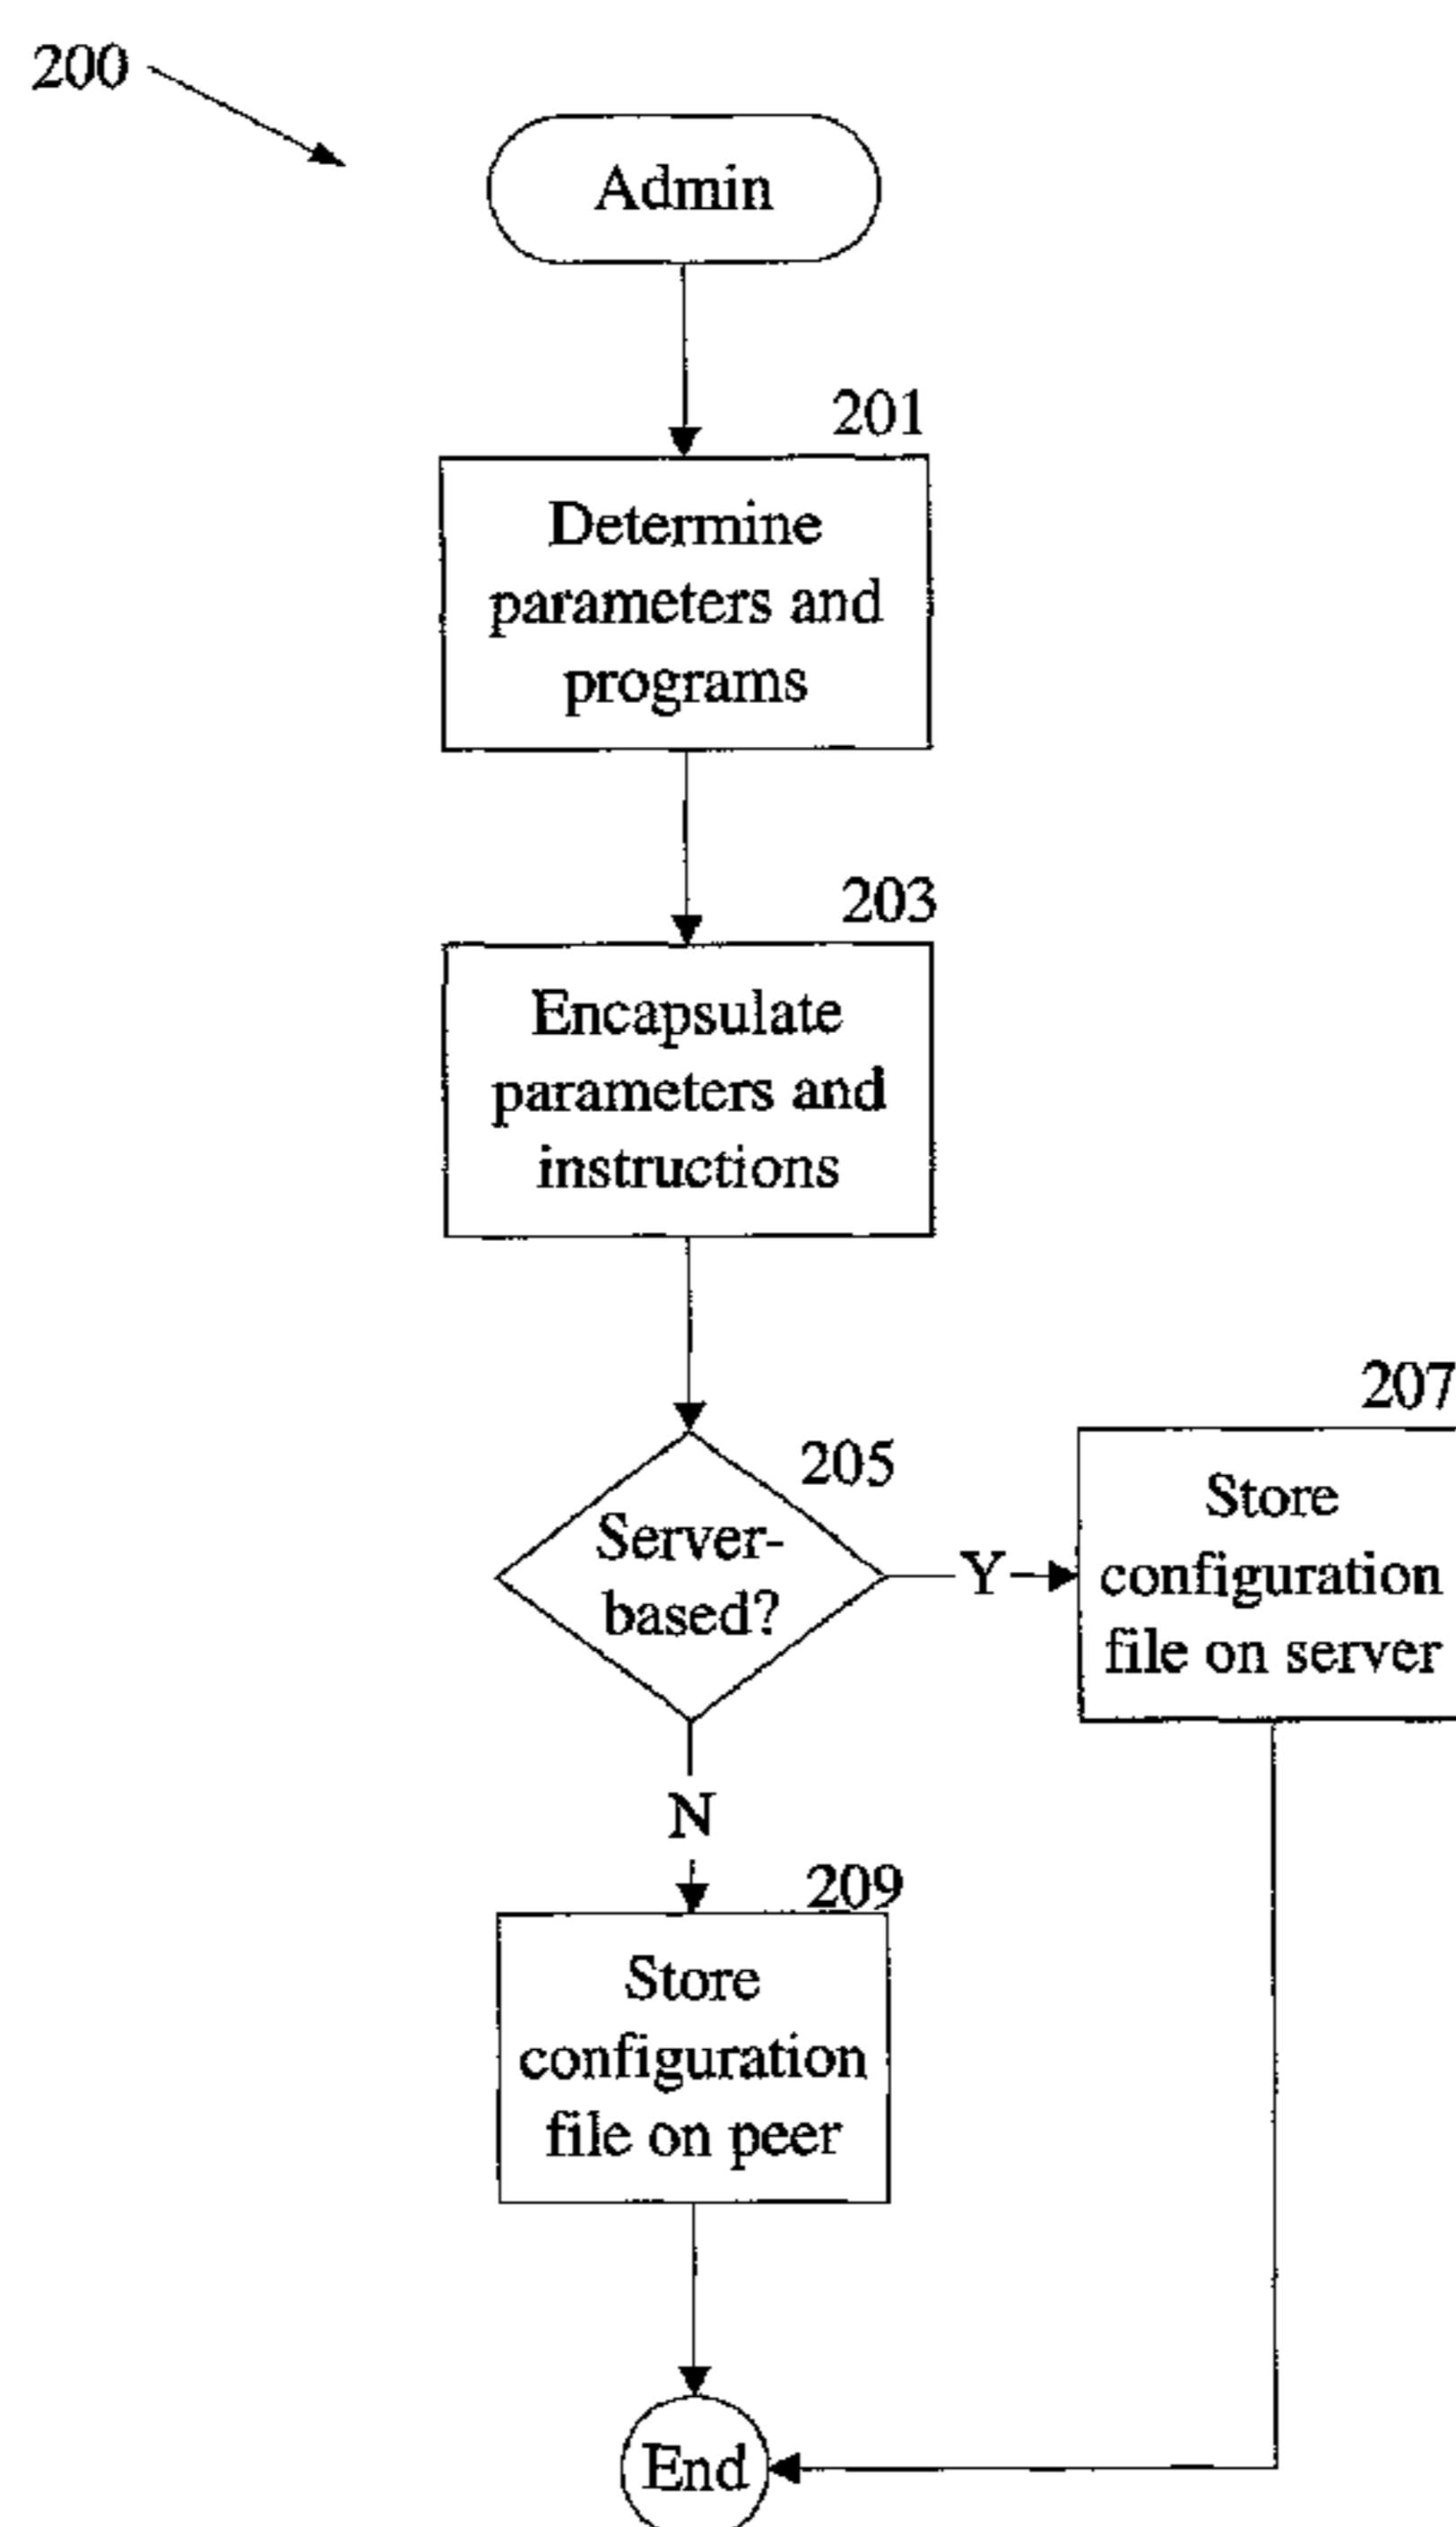 200
Admin
201
Determine
parameters and
programs
203
Encapsulate
parameters and
instructions
205
Server-
based?
Y
207
Store
configuration
file on server
N
209
Store
configuration
file on peer
End